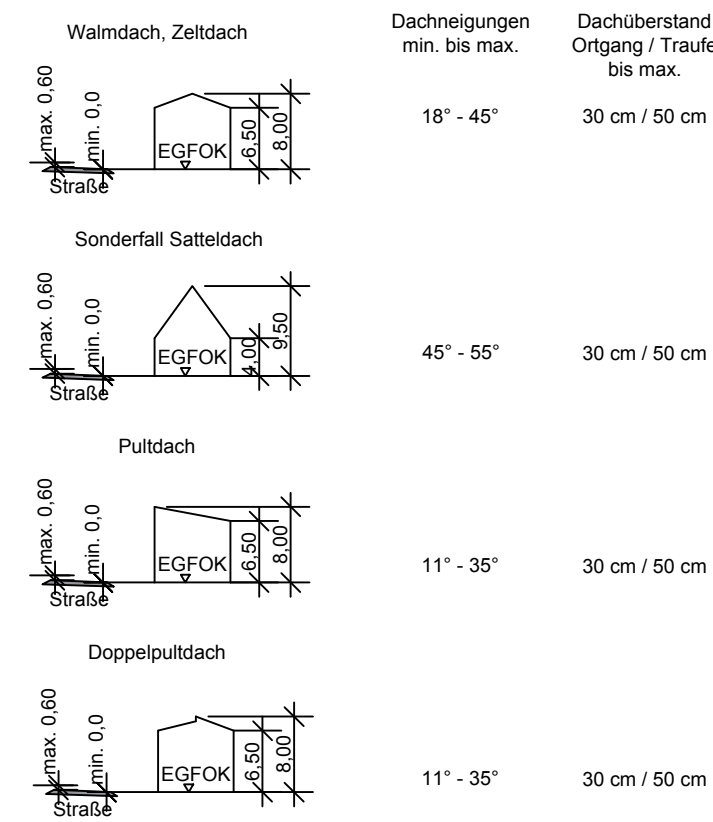 Walmdach, Zeltdach
Dachneigungen
min. bis max.
Dachüberstand
Ortgang / Traufe
bis max.
max. 0,60
min. 0,0
Straße
EGFOK
6,50
8,00
18° - 45°
30 cm / 50 cm
Sonderfall Satteldach
max. 0,60
min. 0,0
Straße
EGFOK
4,00
9,50
45° - 55°
30 cm / 50 cm
Pultdach
max. 0,60
min. 0,0
Straße
EGFOK
6,50
8,00
11° - 35°
30 cm / 50 cm
Doppelpultdach
max. 0,60
min. 0,0
Straße
EGFOK
6,50
8,00
11° - 35°
30 cm / 50 cm